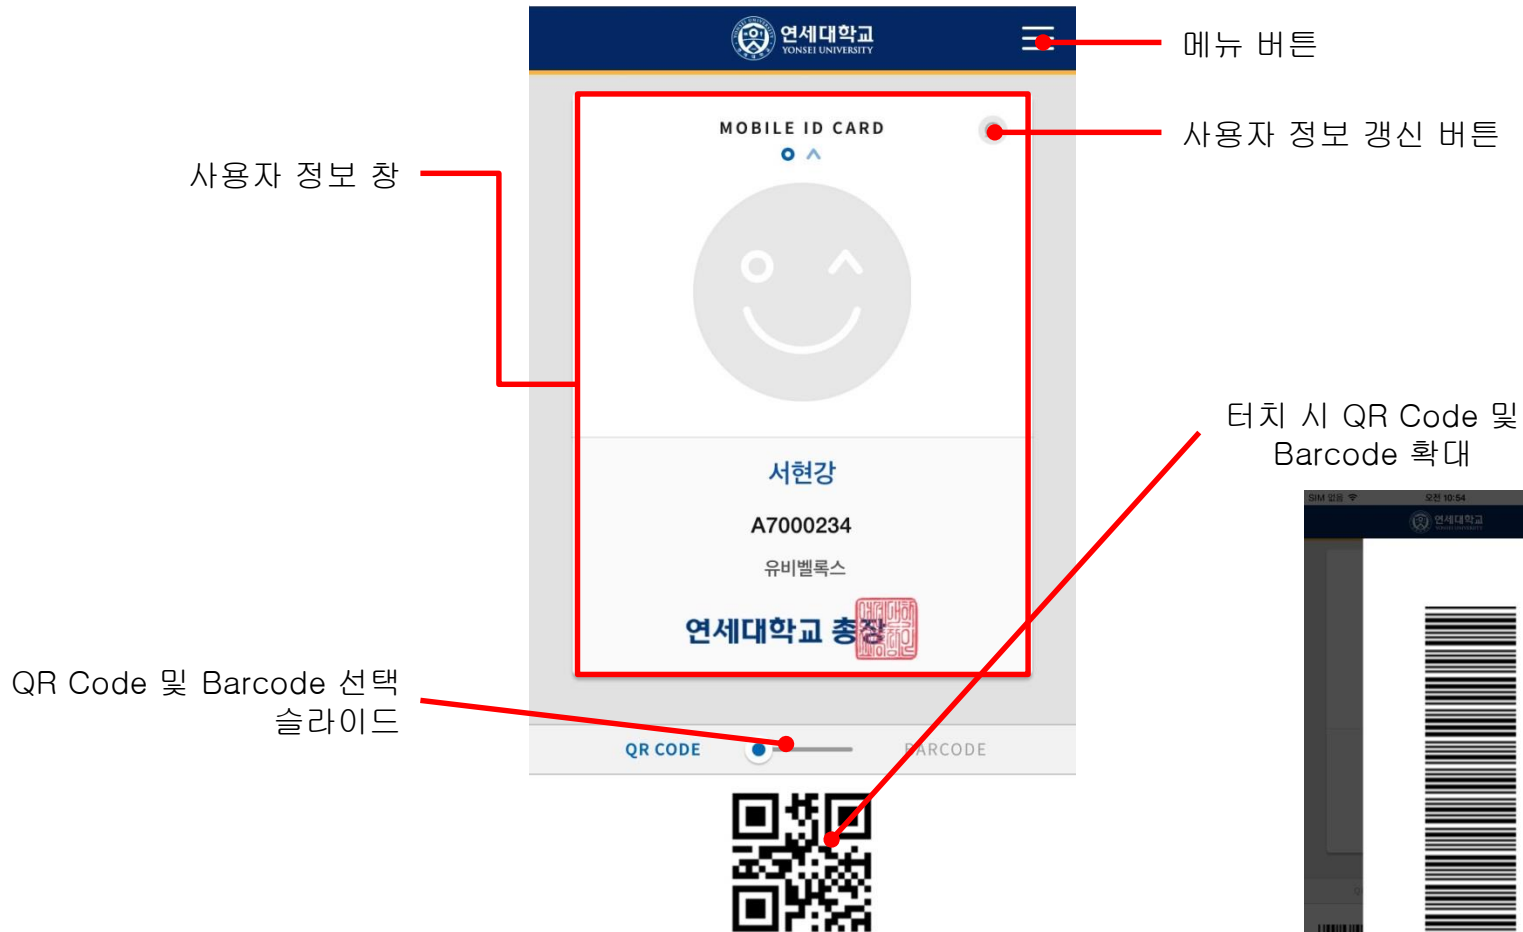 연세대학교
YONSEI UNIVERSITY
메뉴 버튼
MOBILE ID CARD
사용자 정보 갱신 버튼
사용자 정보 창
터치 시 QR Code 및
Barcode 확대
서현강
A7000234
유비벨록스
연세대학교 총장
SIM 없음
오전 10:54
연세대학교
YONSEI UNIVERSITY
QR Code 및 Barcode 선택
슬라이드
QR CODE
BARCODE